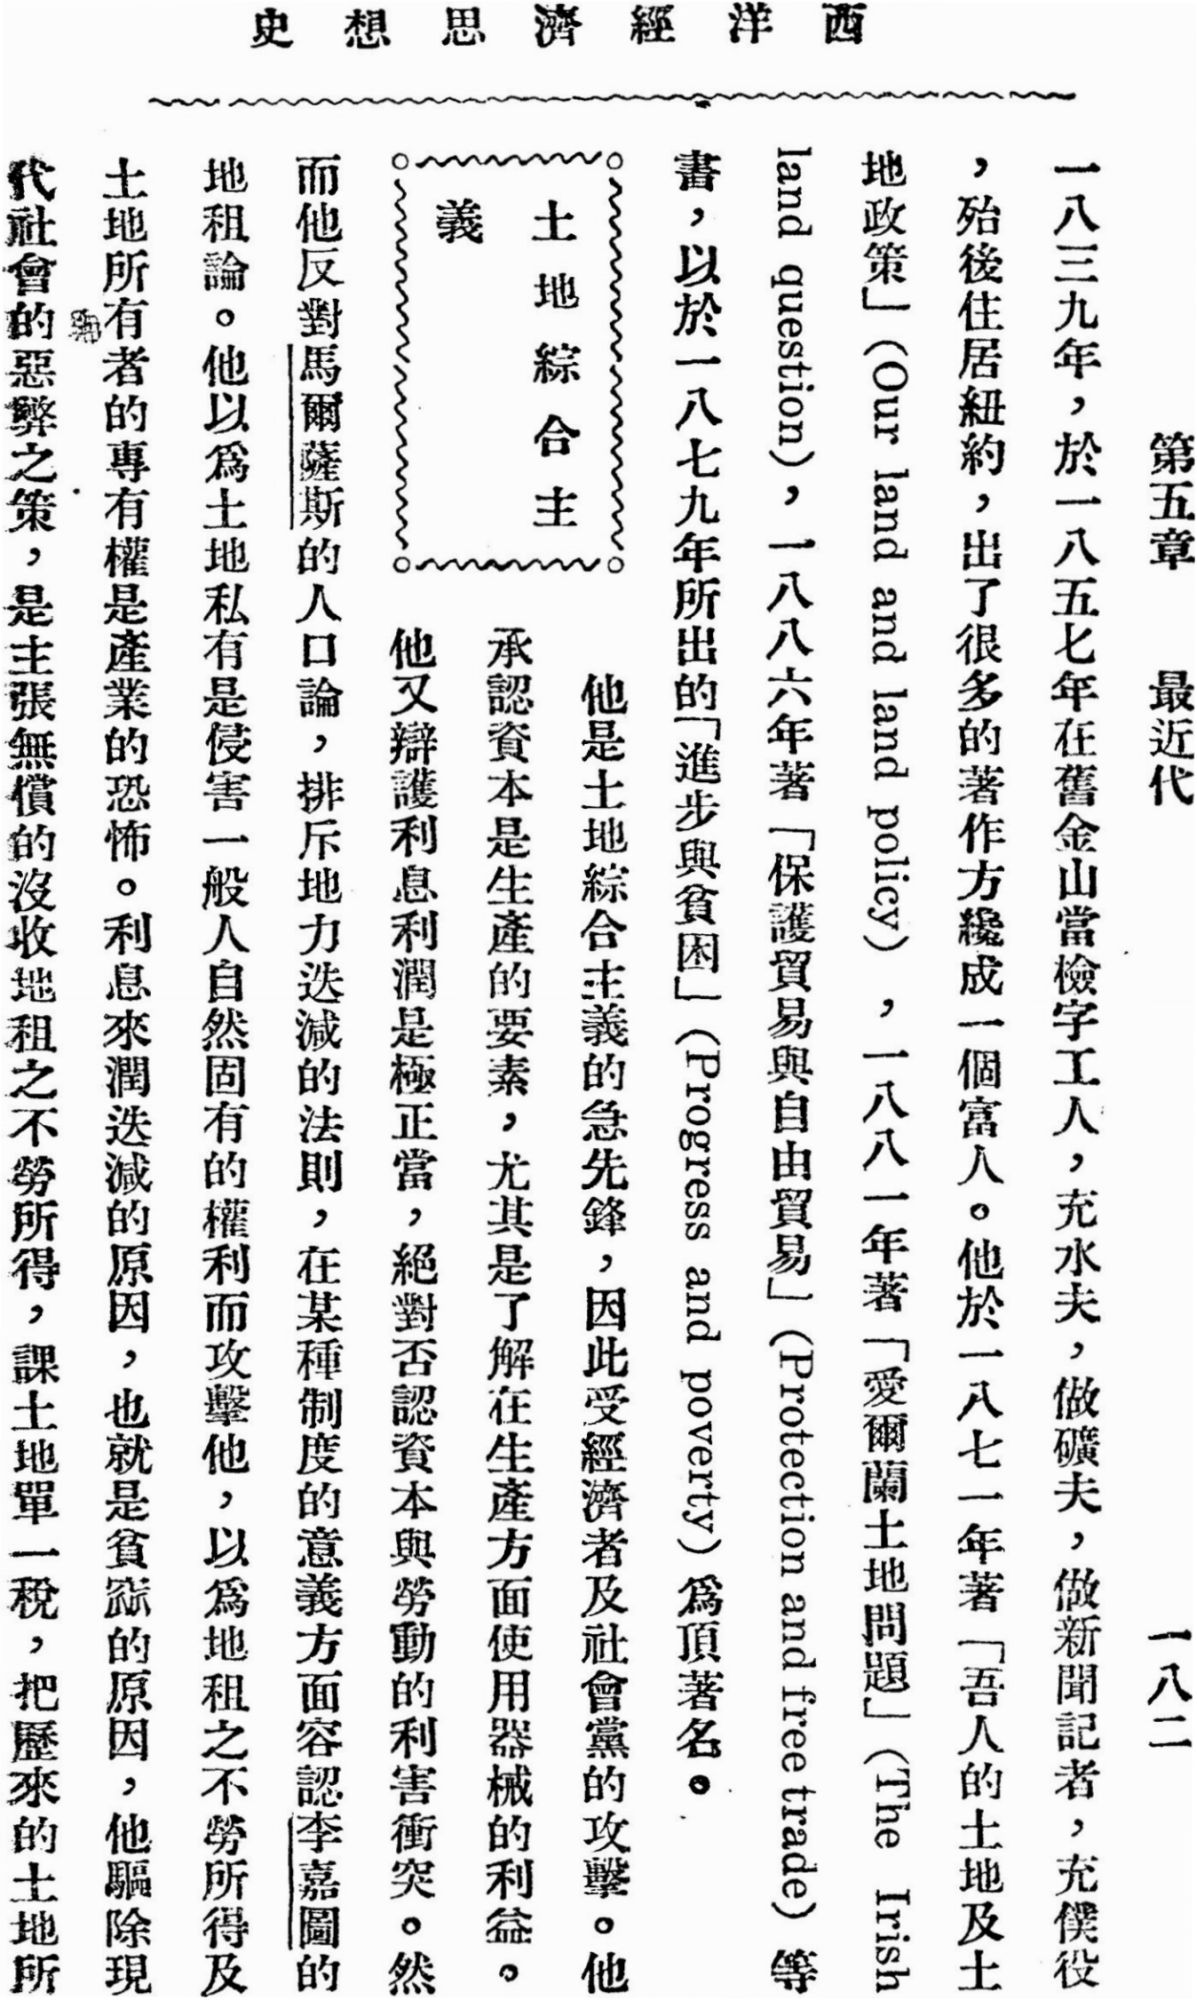 西洋經濟思想史
第五章　最近代　一八二
一八三九年，於一八五七年在舊金山當檢字工人，充水夫，做礦夫，做新聞記者，充僕役
，殆後住居紐約，出了很多的著作方纔成一個富人。他於一八七一年著「吾人的土地及土
地政策」(Our land and land policy)，一八八一年著「愛爾蘭土地問題」(The Irish
land question)，一八八六年著「保護貿易與自由貿易」(Protection and free trade)等
書，以於一八七九年所出的「進步與貧困」(Progress and poverty)爲頂著名。
土地綜合主
義
他是土地綜合主義的急先鋒，因此受經濟者及社會黨的攻擊。他
承認資本是生產的要素，尤其是了解在生產方面使用器械的利益。
他又辯護利息利潤是極正當，絕對否認資本與勞動的利害衝突。然
而他反對馬爾薩斯的人口論，排斥地力迭減的法則，在某種制度的意義方面容認李嘉圖的
地租論。他以爲土地私有是侵害一般人自然固有的權利而攻擊他，以爲地租之不勞所得及
土地所有者的專有權是產業的恐怖。利息來潤迭減的原因，也就是貧窳的原因，他驅除現
代社會的惡弊之策，是主張無償的沒收地租之不勞所得，課土地單一稅，把歷來的土地所